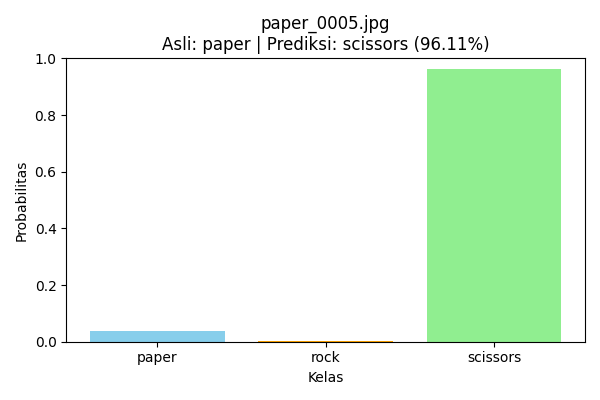 paper_0005.jpg
Asli: paper | Prediksi: scissors (96.11%)
1.0
0.8
0.6
0.4
0.2
0.0
Probabilitas
paper rock scissors
Kelas